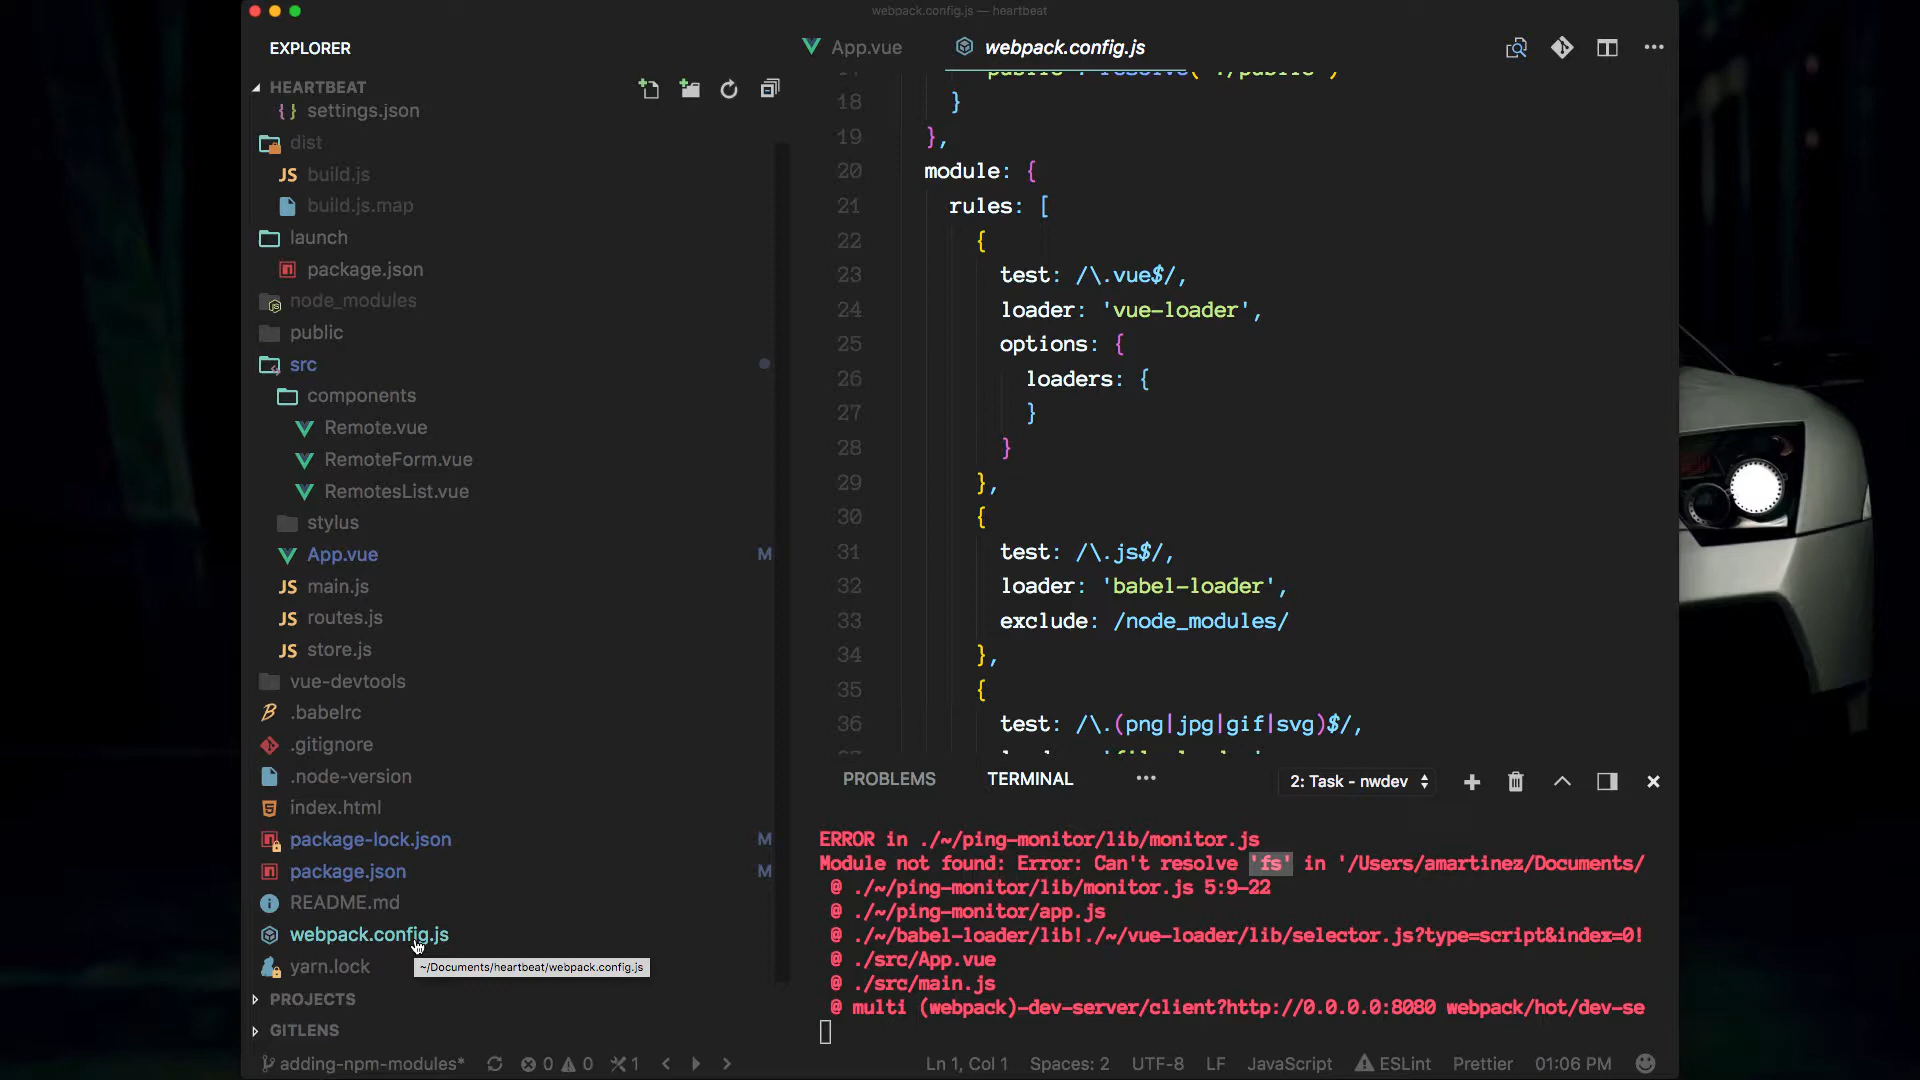 webpack.config.js — heartbeat
EXPLORER
HEARTBEAT
{ } settings.json
dist
JS build.js
build.js.map
launch
package.json
node_modules
public
src
components
Remote.vue
RemoteForm.vue
RemotesList.vue
stylus
App.vue M
JS main.js
JS routes.js
JS store.js
vue-devtools
.babelrc
.gitignore
.node-version
index.html
package-lock.json M
package.json M
README.md
webpack.config.js
yarn.lock
~/Documents/heartbeat/webpack.config.js
PROJECTS
GITLENS
App.vue
webpack.config.js
18 }
19 },
20 module: {
21 rules: [
22 {
23 test: /\.vue$/,
24 loader: 'vue-loader',
25 options: {
26 loaders: {
27 }
28 }
29 },
30 {
31 test: /\.js$/,
32 loader: 'babel-loader',
33 exclude: /node_modules/
34 },
35 {
36 test: /\.(png|jpg|gif|svg)$/,
PROBLEMS TERMINAL ••• 2: Task - nwdev
ERROR in ./~/ping-monitor/lib/monitor.js
Module not found: Error: Can't resolve 'fs' in '/Users/amartinez/Documents/
@ ./~/ping-monitor/lib/monitor.js 5:9-22
@ ./~/ping-monitor/app.js
@ ./~/babel-loader/lib!./~/vue-loader/lib/selector.js?type=script&index=0!
@ ./src/App.vue
@ ./src/main.js
@ multi (webpack)-dev-server/client?http://0.0.0.0:8080 webpack/hot/dev-se
adding-npm-modules* 0 0 1 Ln 1, Col 1 Spaces: 2 UTF-8 LF JavaScript ESLint Prettier 01:06 PM